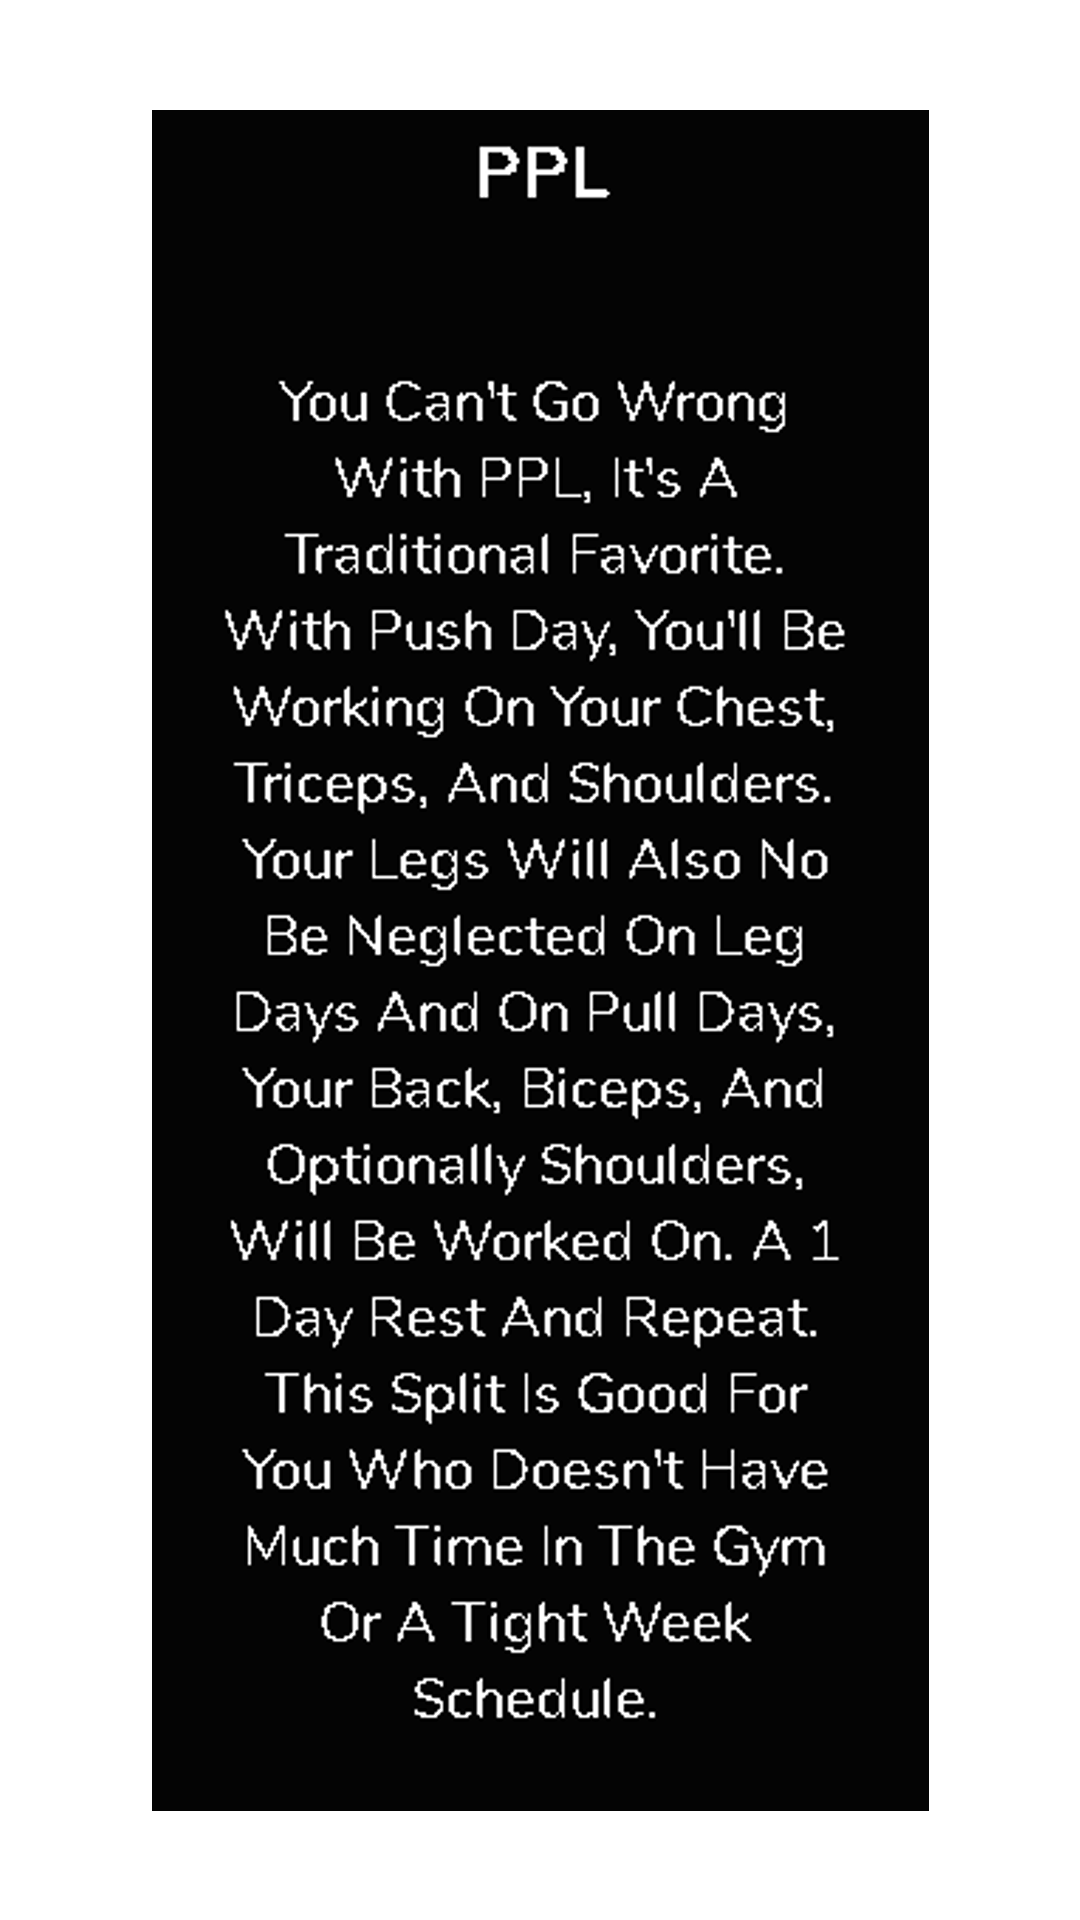 PPL
You Can't Go Wrong
With PPL, It's A
Traditional Favorite.
With Push Day, You'll Be
Working On Your Chest,
Triceps, And Shoulders.
Your Legs Will Also No
Be Neglected On Leg
Days And On Pull Days,
Your Back, Biceps, And
Optionally Shoulders,
Will Be Worked On. A 1
Day Rest And Repeat.
This Split Is Good For
You Who Doesn't Have
Much Time In The Gym
Or A Tight Week
Schedule.